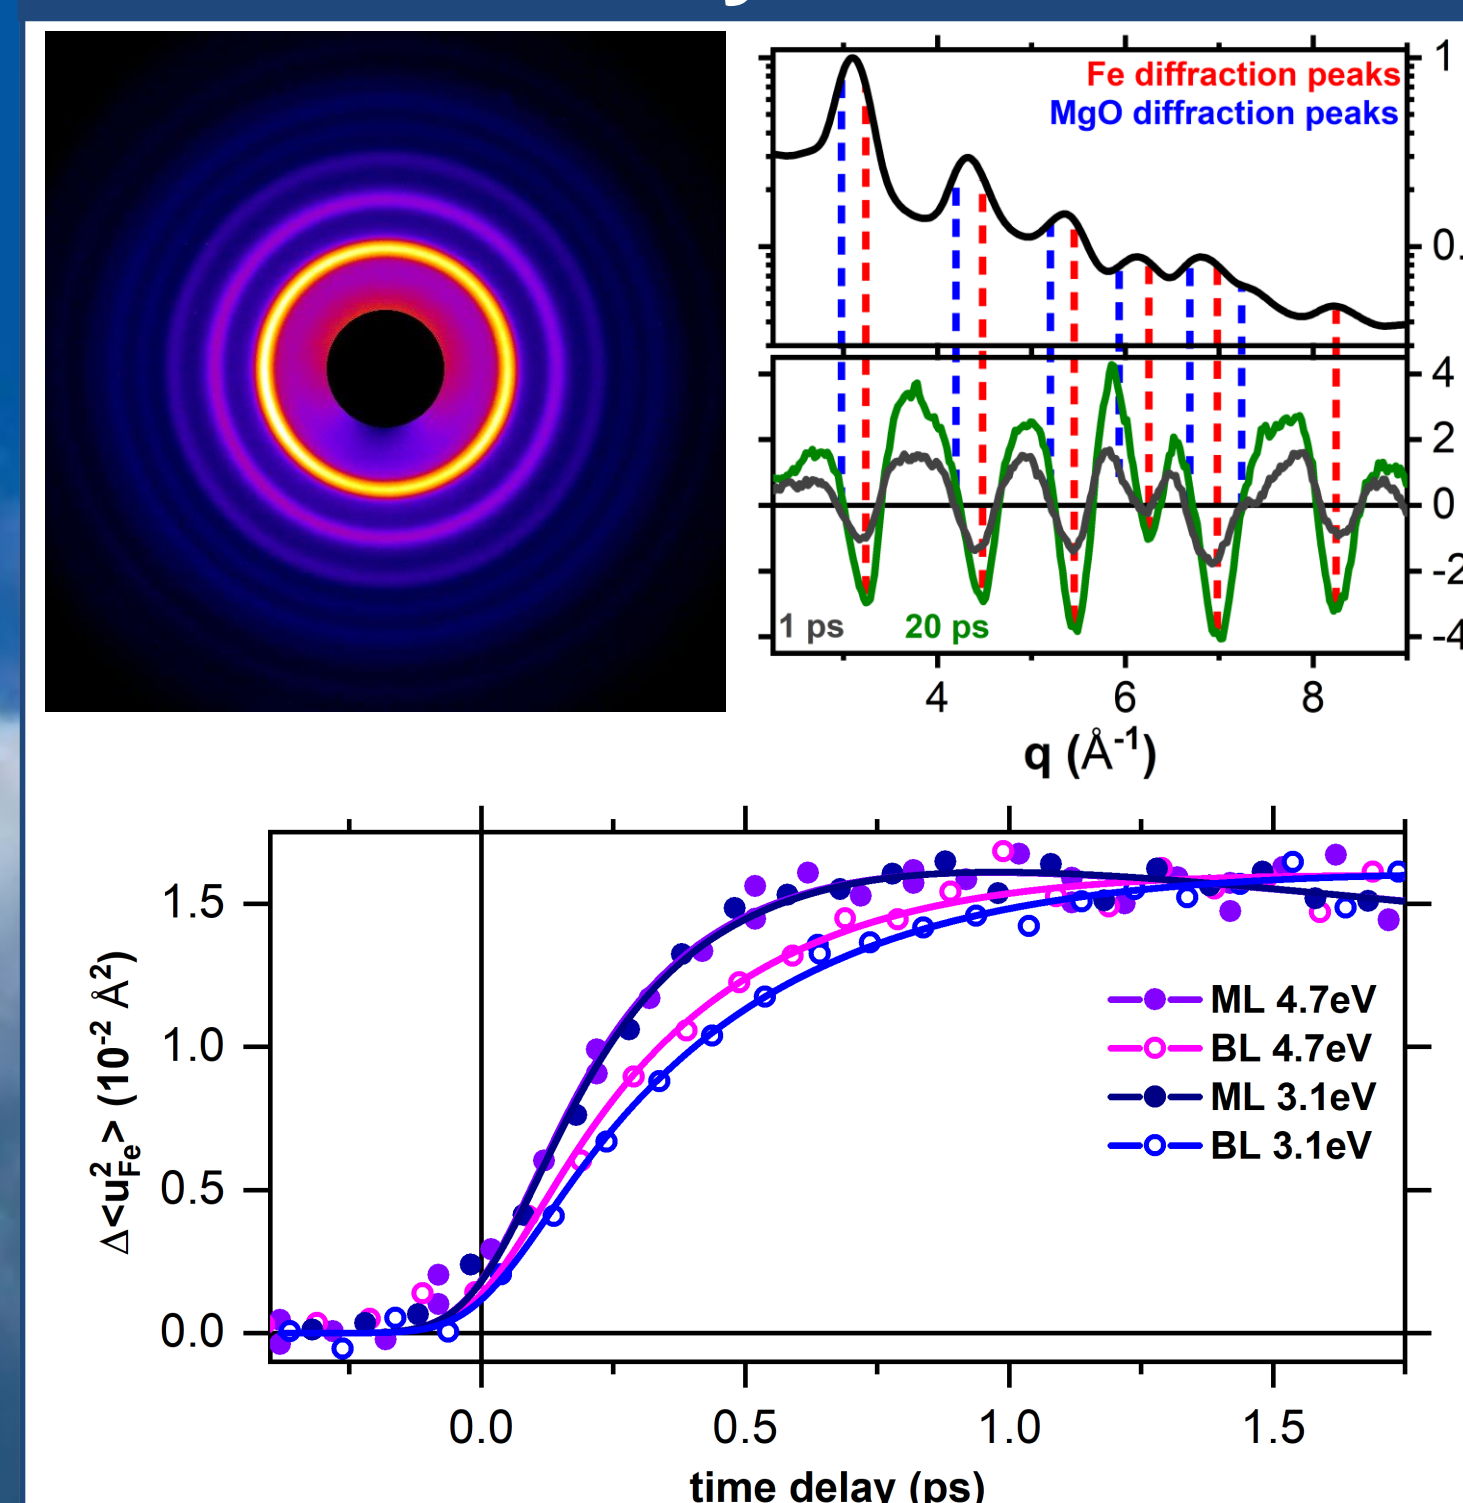 1
Fe diffraction peaks
MgO diffraction peaks
0.
4
2
0
-2
-4
1 ps 20 ps
4 6 8
q (Å⁻¹)
1.5
1.0
0.5
0.0
Δ<u²Fe> (10⁻² Å²)
ML 4.7eV
BL 4.7eV
ML 3.1eV
BL 3.1eV
0.0 0.5 1.0 1.5
time delay (ps)